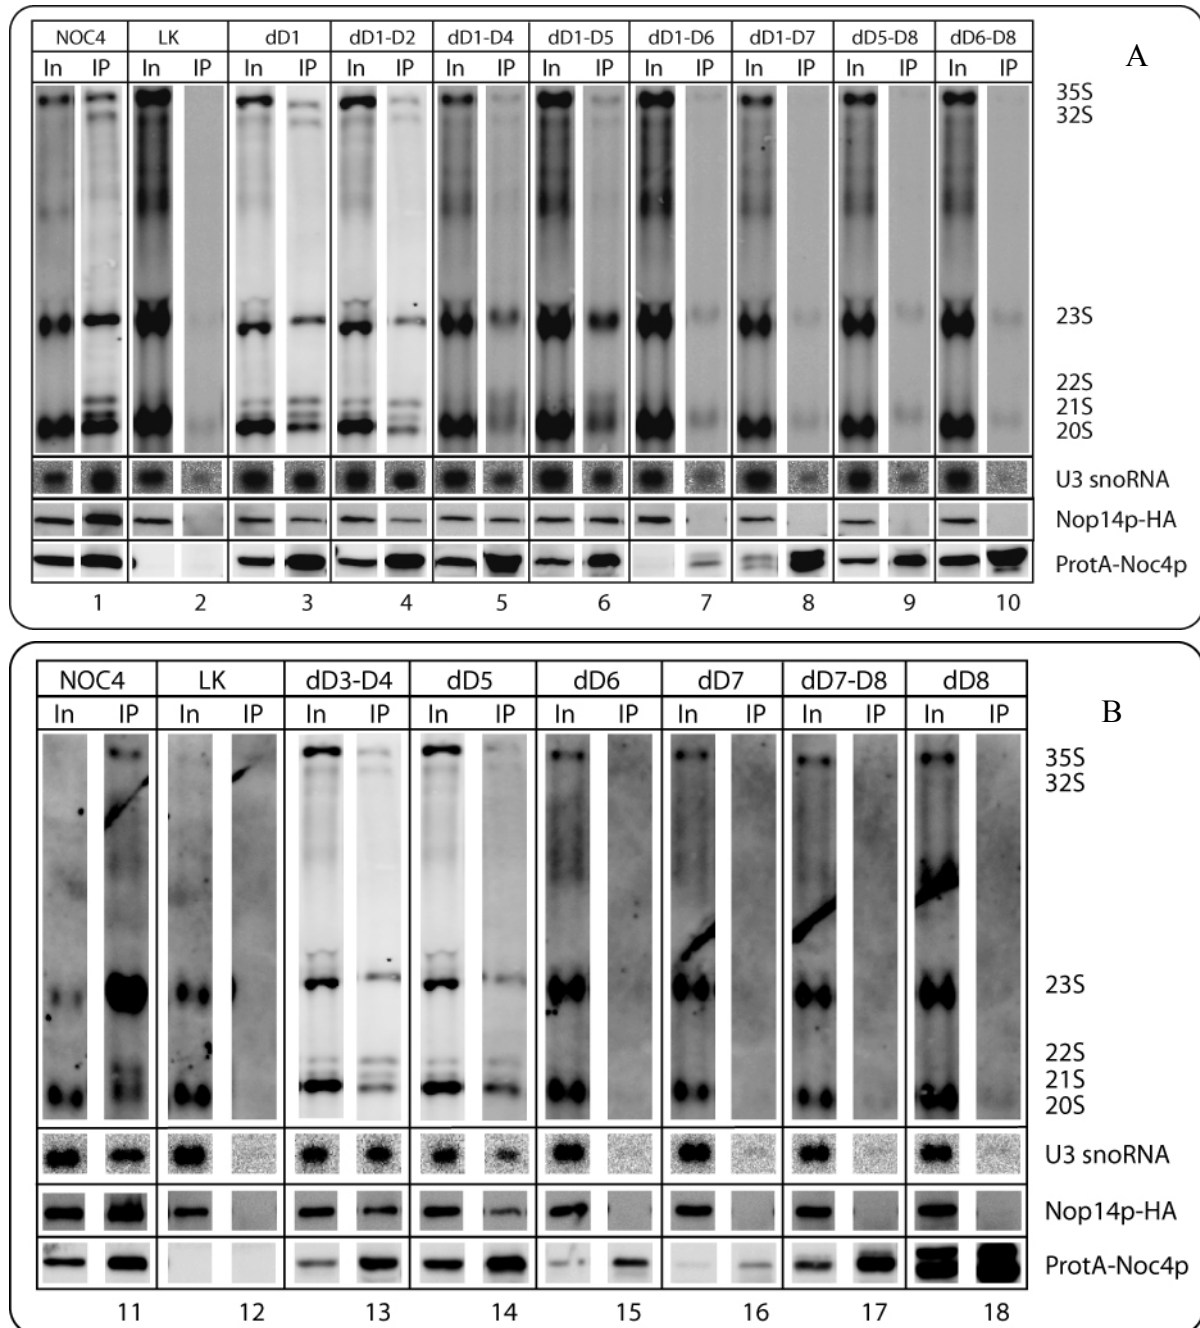 NOC4 LK dD1 dD1-D2 dD1-D4 dD1-D5 dD1-D6 dD1-D7 dD5-D8 dD6-D8
In IP In IP In IP In IP In IP In IP In IP In IP In IP In IP
A
35S
32S
23S
22S
21S
20S
U3 snoRNA
Nop14p-HA
ProtA-Noc4p
1 2 3 4 5 6 7 8 9 10
NOC4 LK dD3-D4 dD5 dD6 dD7 dD7-D8 dD8
In IP In IP In IP In IP In IP In IP In IP In IP
B
35S
32S
23S
22S
21S
20S
U3 snoRNA
Nop14p-HA
ProtA-Noc4p
11 12 13 14 15 16 17 18